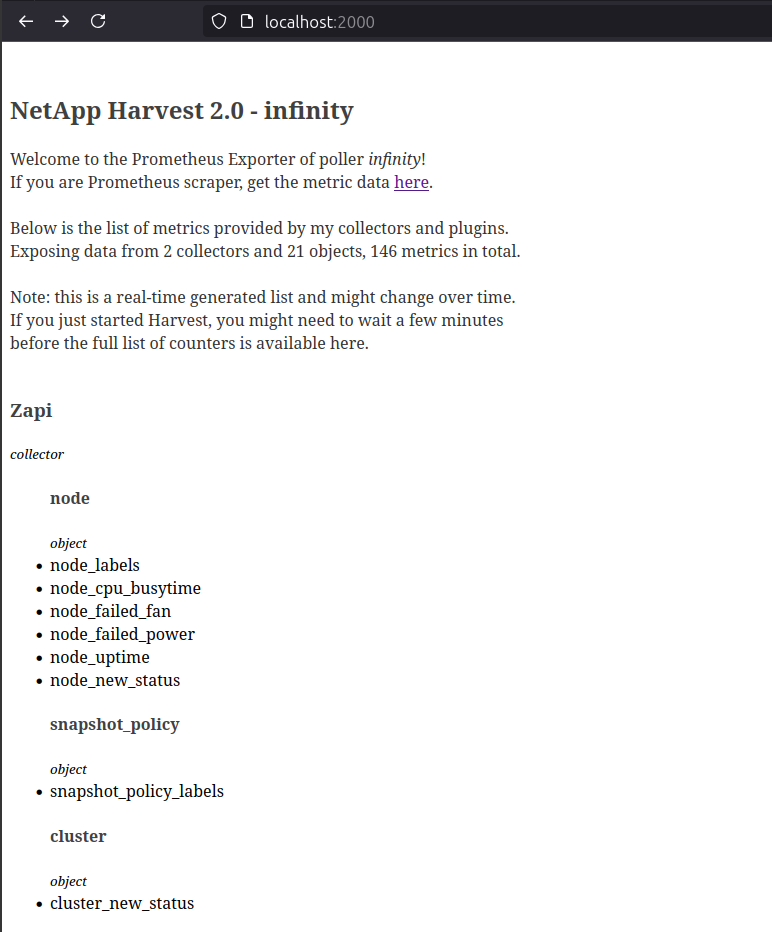 localhost:2000
NetApp Harvest 2.0 - infinity
Welcome to the Prometheus Exporter of poller infinity!
If you are Prometheus scraper, get the metric data here.
Below is the list of metrics provided by my collectors and plugins.
Exposing data from 2 collectors and 21 objects, 146 metrics in total.
Note: this is a real-time generated list and might change over time.
If you just started Harvest, you might need to wait a few minutes
before the full list of counters is available here.
Zapi
collector
node
object
• node_labels
• node_cpu_busytime
• node_failed_fan
• node_failed_power
• node_uptime
• node_new_status
snapshot_policy
object
• snapshot_policy_labels
cluster
object
• cluster_new_status